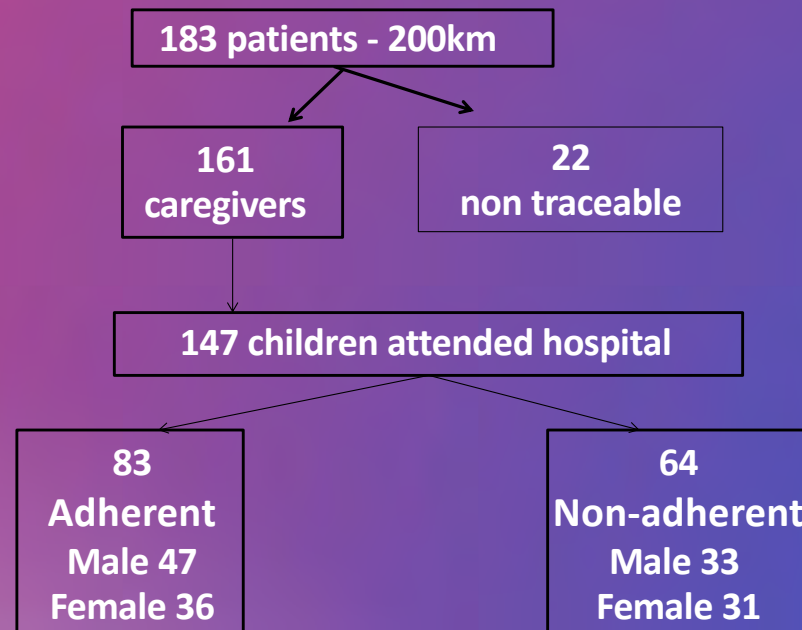 183 patients - 200km
161
caregivers
22
non traceable
147 children attended hospital
83
Adherent
Male 47
Female 36
64
Non-adherent
Male 33
Female 31